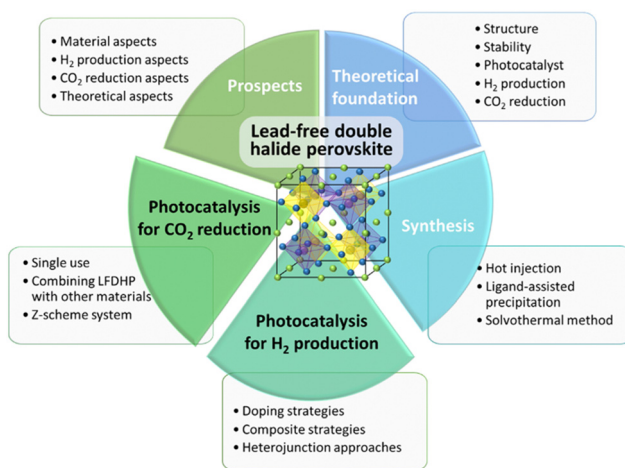 • Material aspects
• H₂ production aspects
• CO₂ reduction aspects
• Theoretical aspects
Prospects
Theoretical
foundation
• Structure
• Stability
• Photocatalyst
• H₂ production
• CO₂ reduction
Lead-free double
halide perovskite
Photocatalysis
for CO₂ reduction
Synthesis
• Single use
• Combining LFDHP
with other materials
• Z-scheme system
• Hot injection
• Ligand-assisted
precipitation
• Solvothermal method
Photocatalysis
for H₂ production
• Doping strategies
• Composite strategies
• Heterojunction approaches